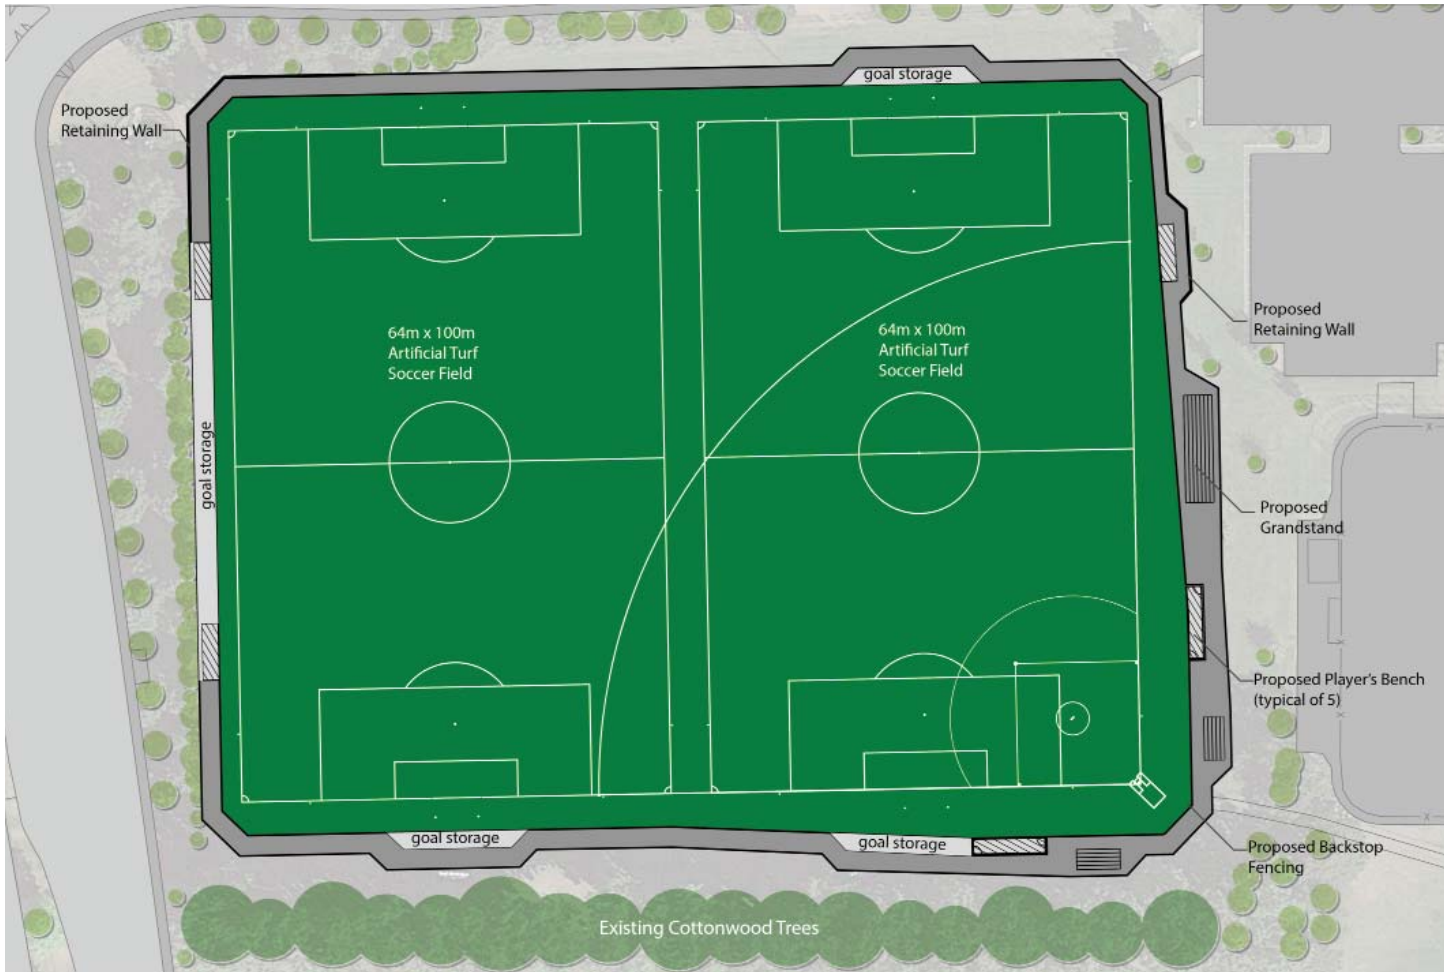 goal storage
Proposed
Retaining Wall
64m x 100m
Artificial Turf
Soccer Field
64m x 100m
Artificial Turf
Soccer Field
Proposed
Retaining Wall
goal storage
Proposed
Grandstand
Proposed Player's Bench
(typical of 5)
goal storage
goal storage
Proposed Backstop
Fencing
Existing Cottonwood Trees